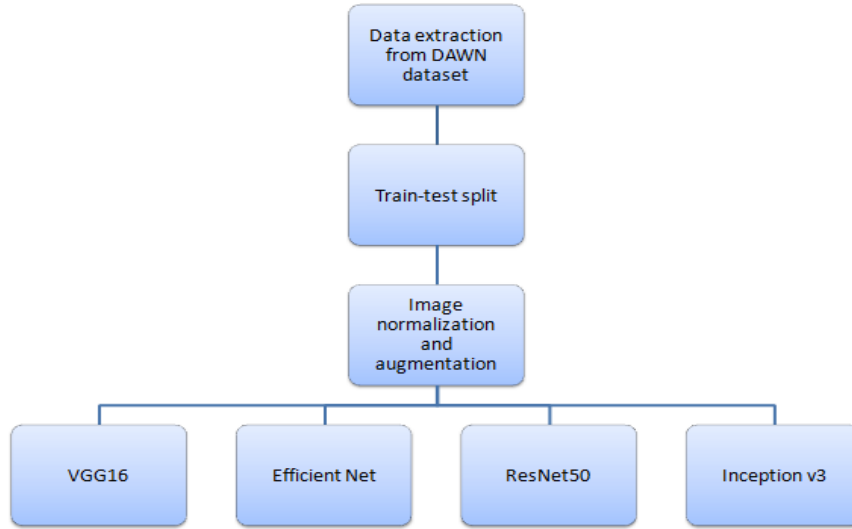 Data extraction
from DAWN
dataset
Train-test split
Image
normalization
and
augmentation
VGG16
Efficient Net
ResNet50
Inception v3